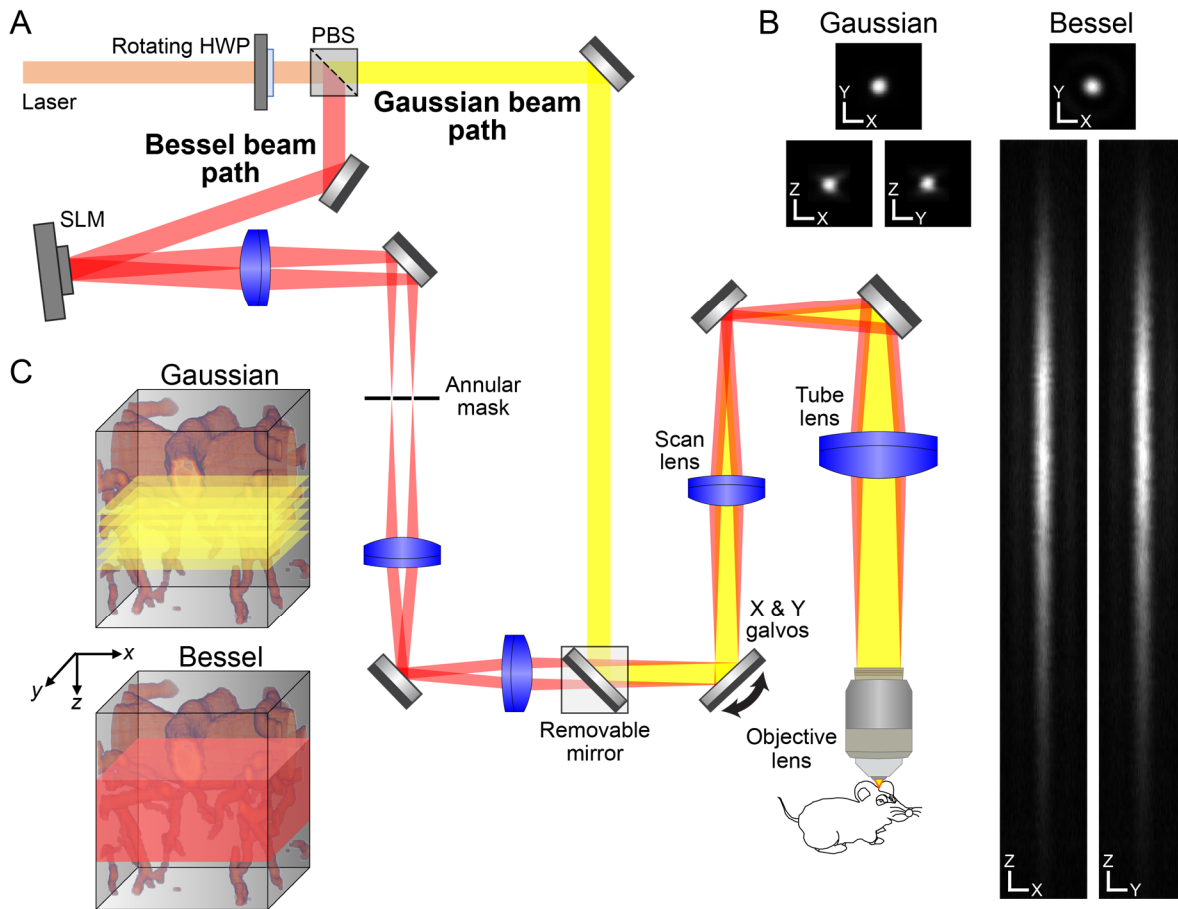 A
Rotating HWP
PBS
Laser
Gaussian beam
path
Bessel beam
path
SLM
Annular
mask
Scan
lens
Tube
lens
X & Y
galvos
Removable
mirror
Objective
lens
B
Gaussian
Bessel
Y
X
Y
X
Z
X
Z
Y
Z
X
Z
Y
C
Gaussian
x
y
z
Bessel